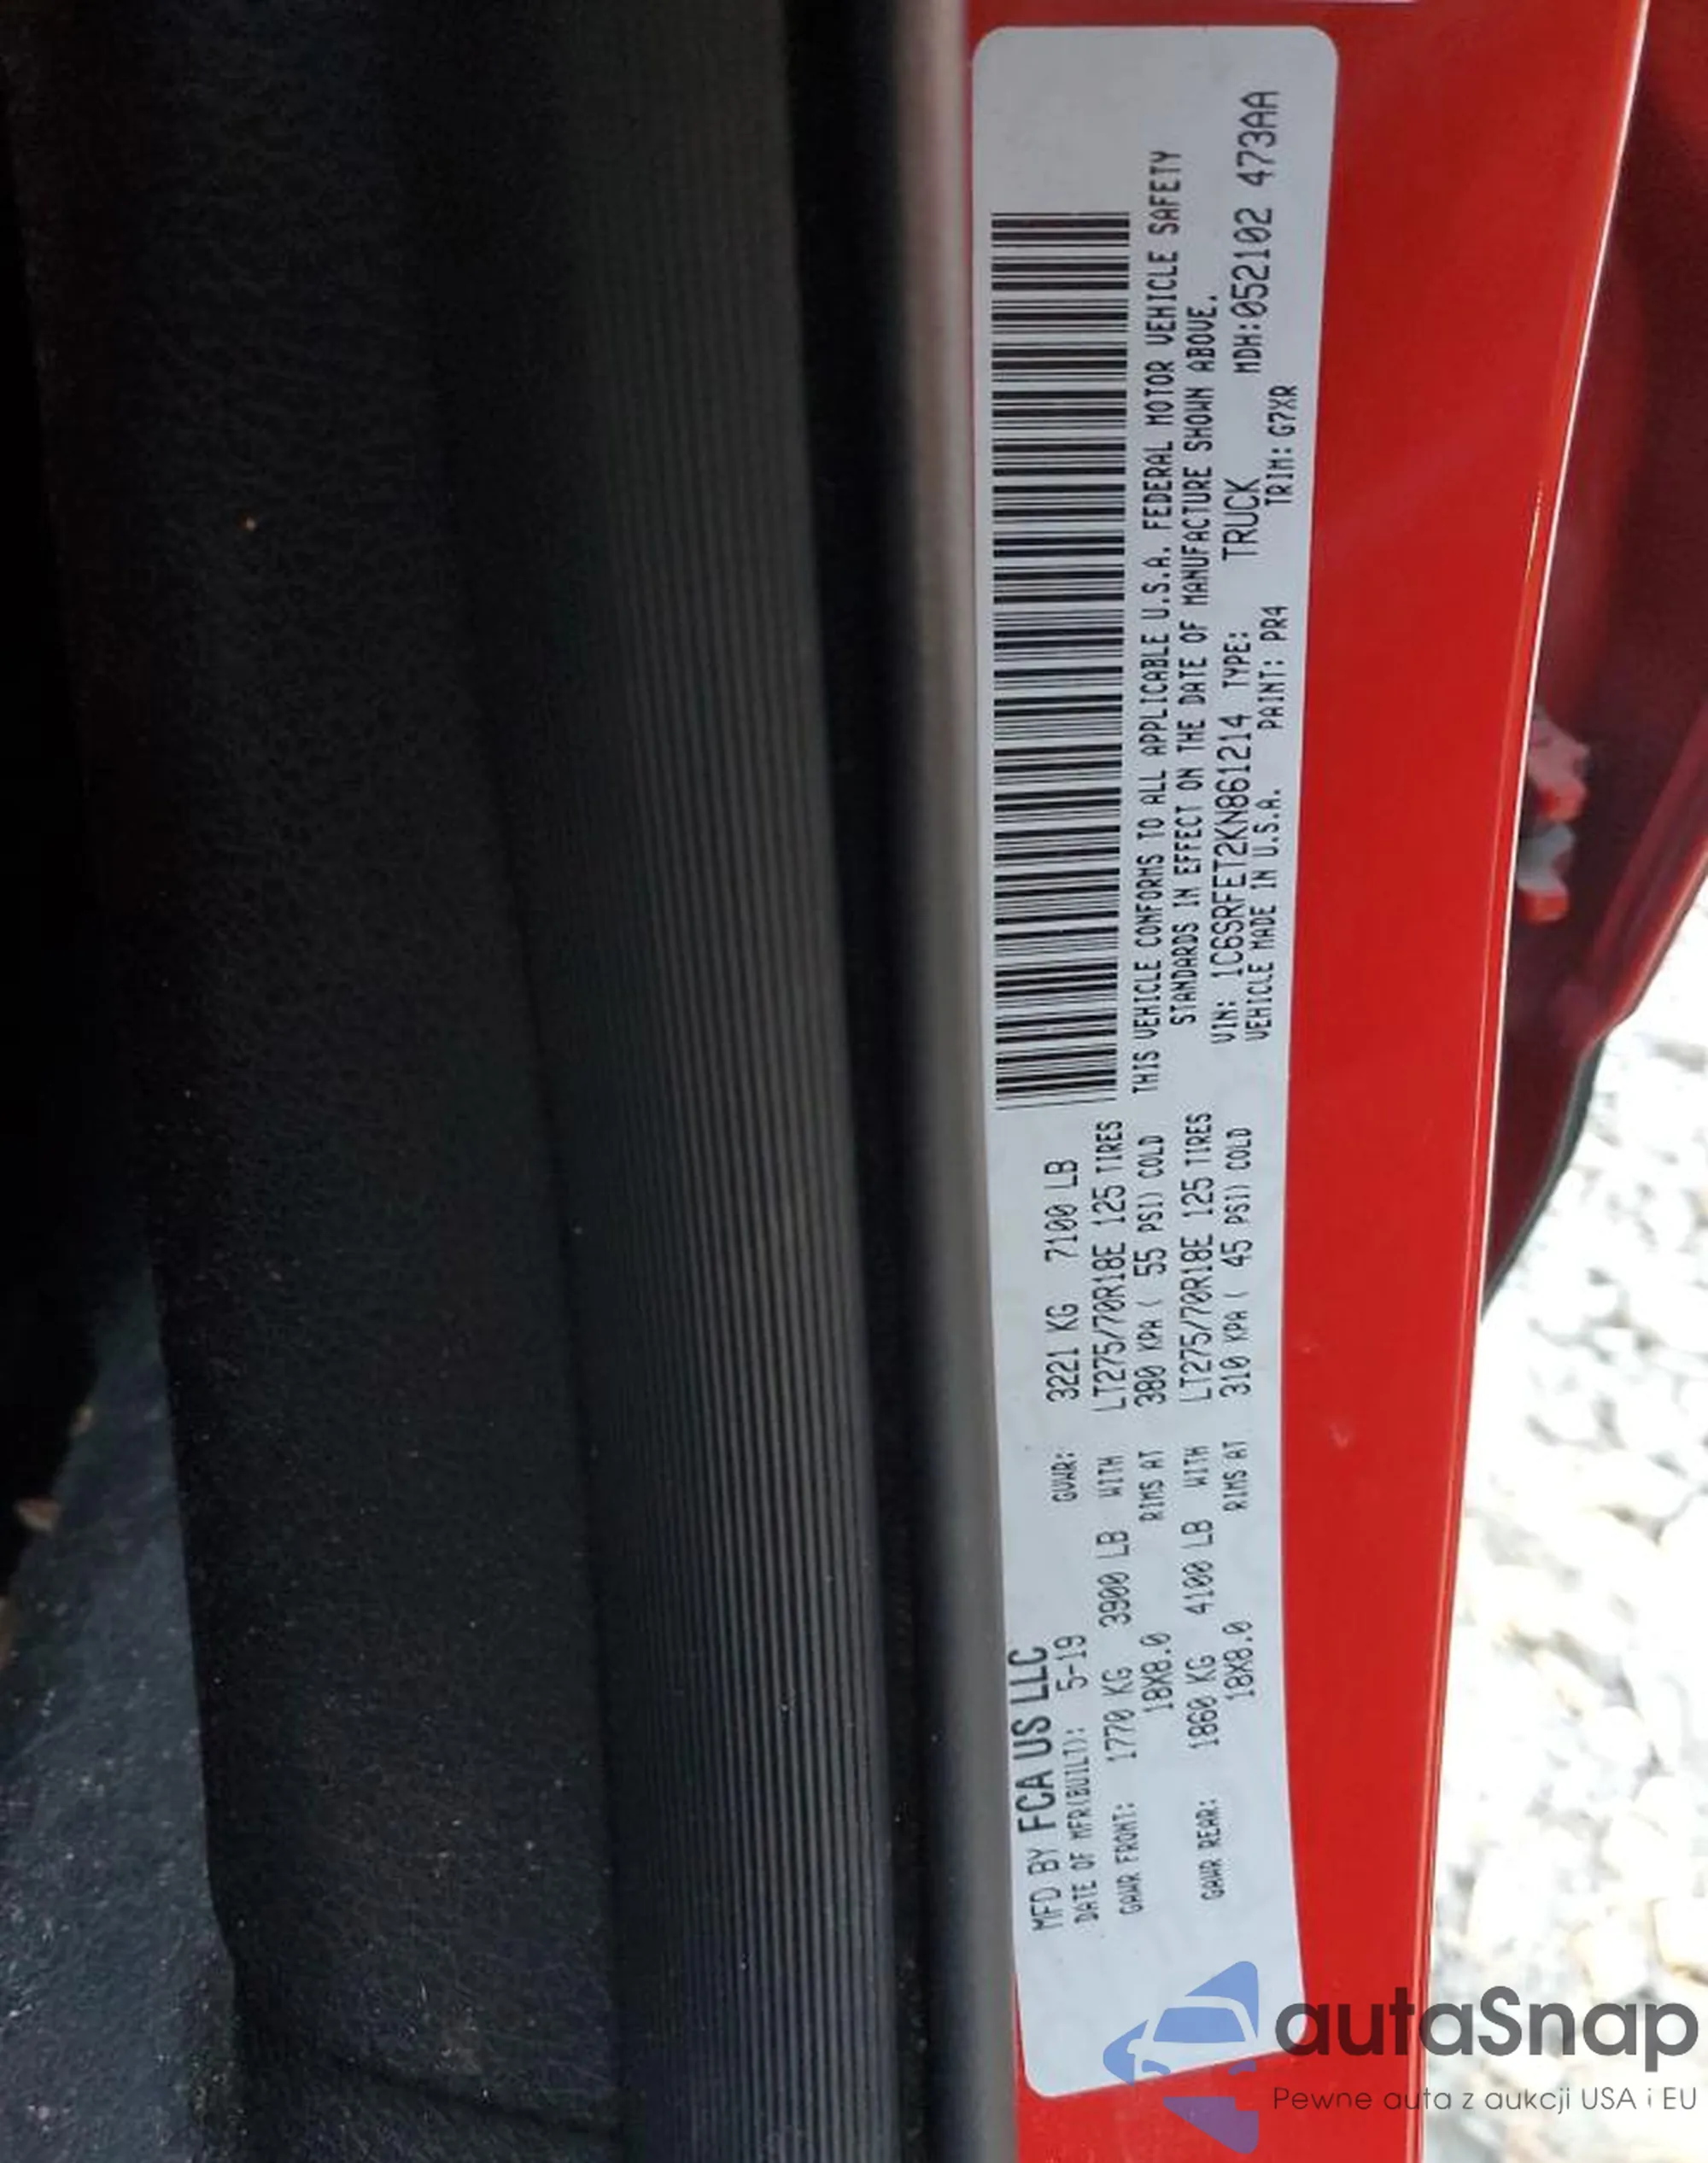 MFD BY FCA US LLC
DATE OF MFR(BUILT): 5-19 GVWR: 3221 KG 7100 LB
GAWR FRONT: 1770 KG 3900 LB WITH LT275/70R18E 125 TIRES
18X8.0 RIMS AT 380 KPA ( 55 PSI) COLD
GAWR REAR: 1860 KG 4100 LB WITH LT275/70R18E 125 TIRES
18X8.0 RIMS AT 310 KPA ( 45 PSI) COLD
THIS VEHICLE CONFORMS TO ALL APPLICABLE U.S.A. FEDERAL MOTOR VEHICLE SAFETY
STANDARDS IN EFFECT ON THE DATE OF MANUFACTURE SHOWN ABOVE.
VIN: 1C6SRFET2KN861214 TYPE: TRUCK MDH:052102 473AA
VEHICLE MADE IN U.S.A. PAINT: PR4 TRIM: G7XR
autaSnap
Pewne auta z aukcji USA i EU